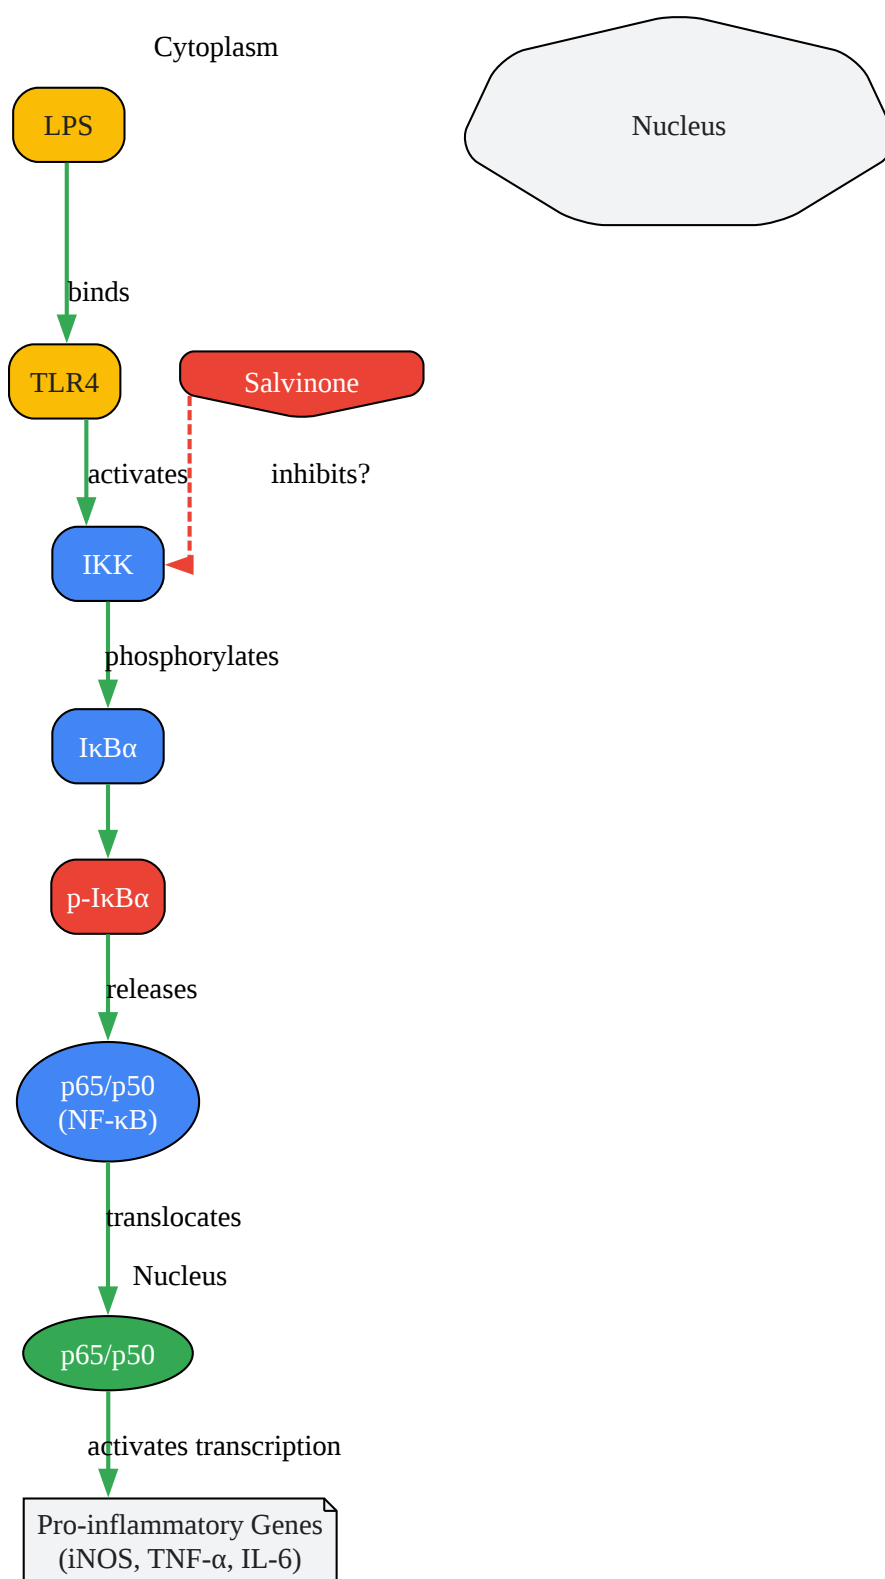 Cytoplasm
LPS
Nucleus
binds
TLR4
Salvinone
activates
inhibits?
IKK
phosphorylates
IκBα
p-IκBα
releases
p65/p50
(NF-κB)
translocates
Nucleus
p65/p50
activates transcription
Pro-inflammatory Genes
(iNOS, TNF-α, IL-6)